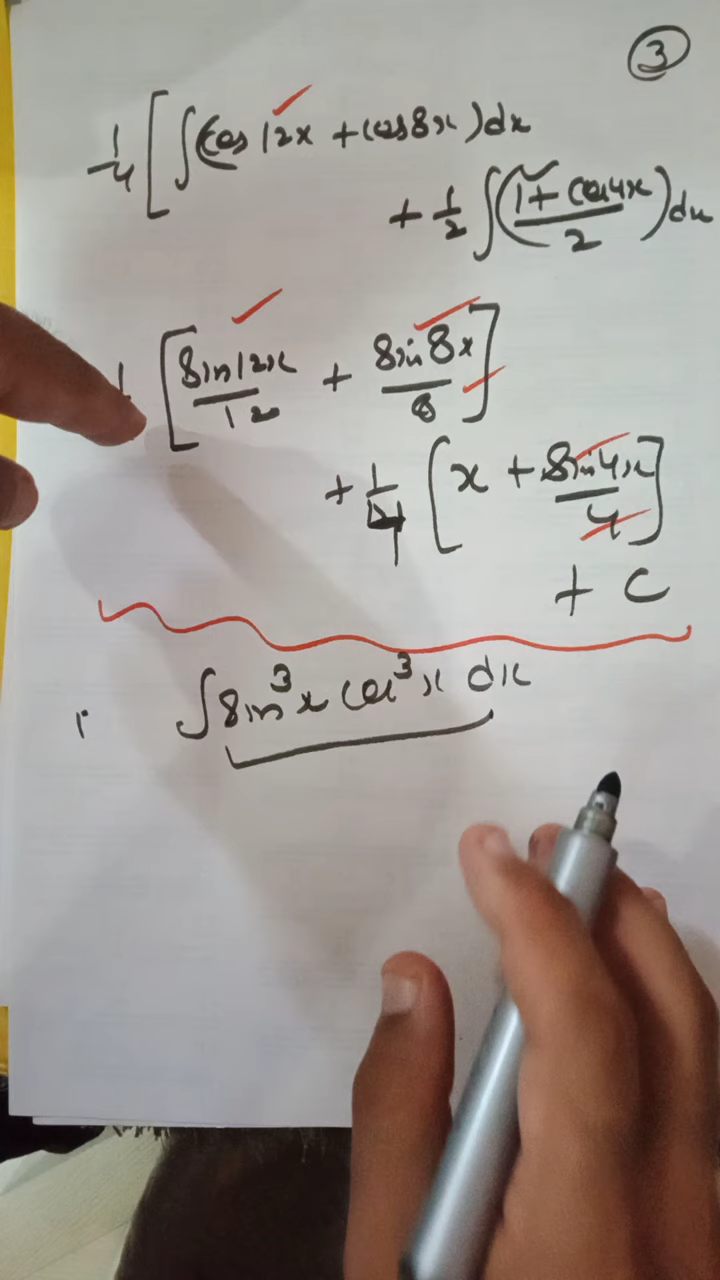 ③
1/4 [ ∫(cos 12x + cos 8x) dx
+ 1/2 ∫((1 + cos 4x)/2) dx
[ sin 12x/12 + sin 8x/8 ]
+ 1/4 [ x + sin 4x/4 ]
+ C
∫ sin³x cos³x dx